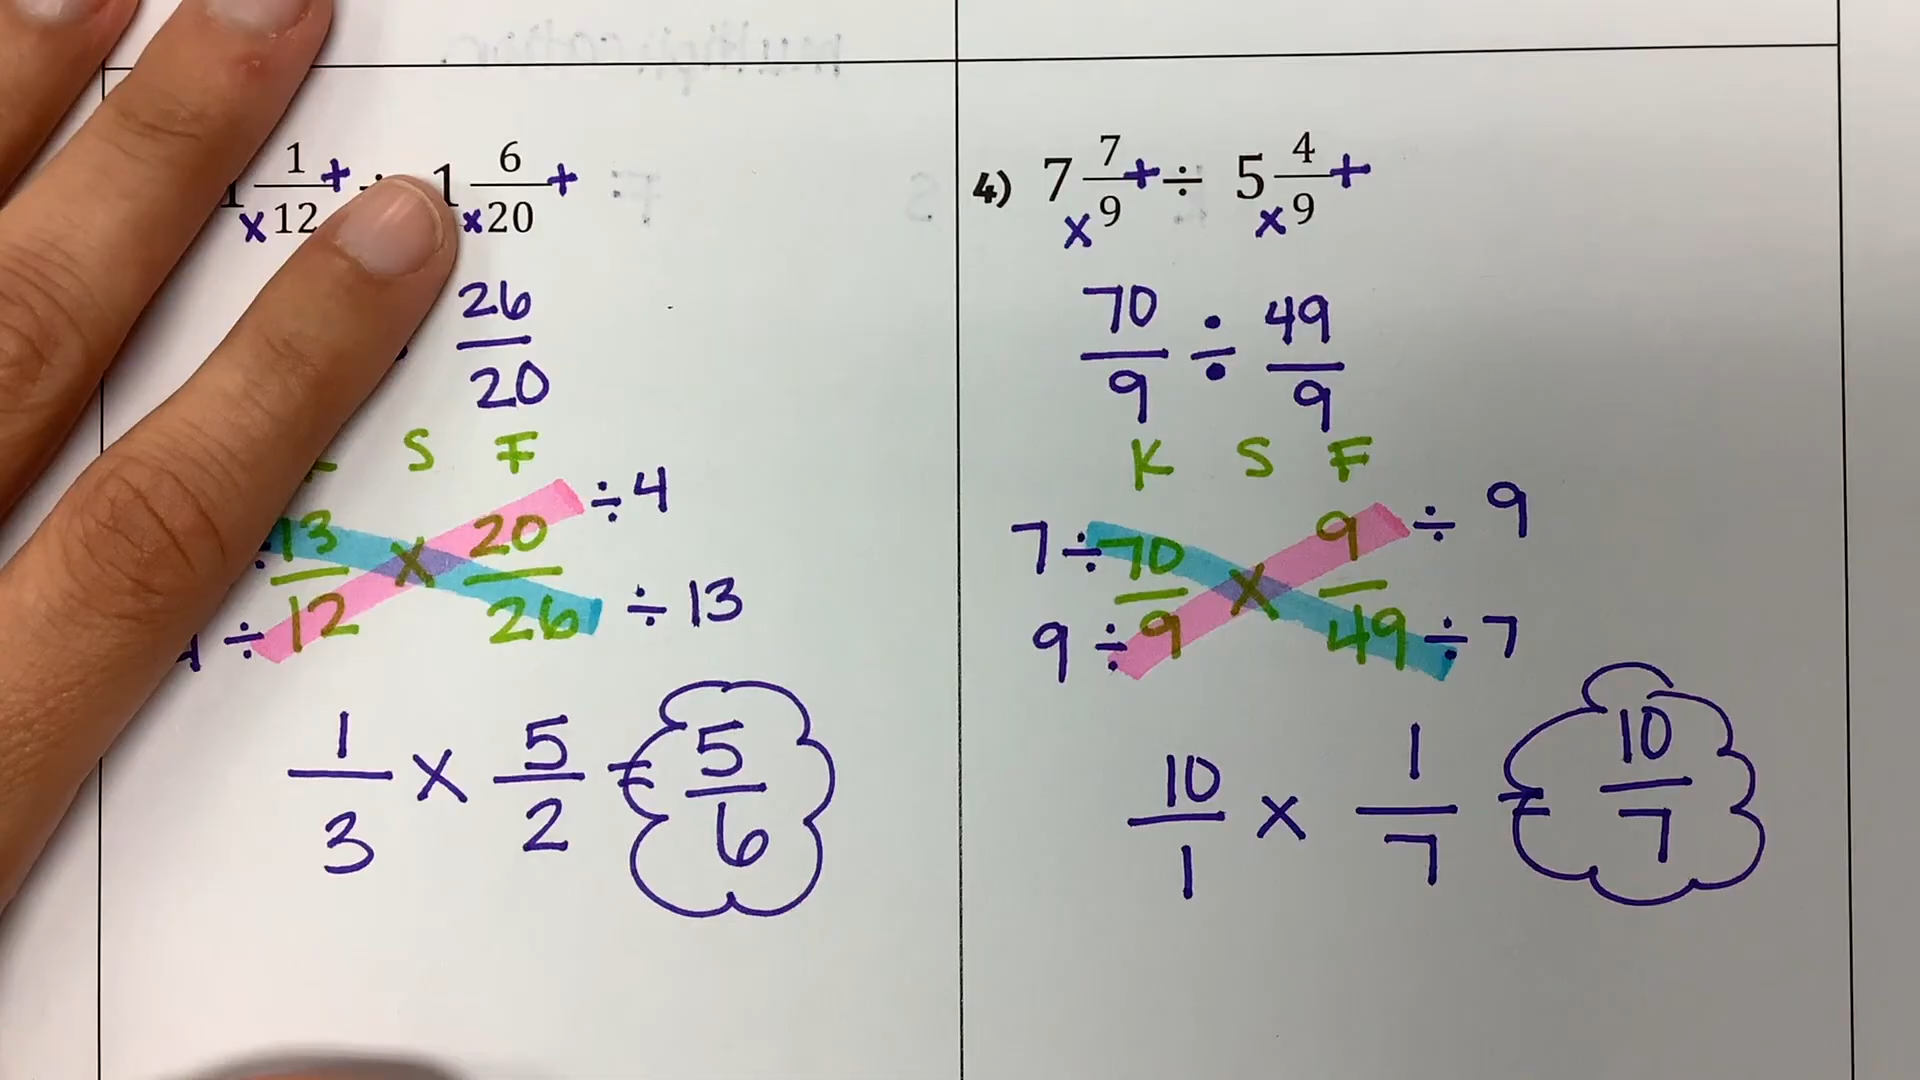 1 1/12 + ÷ 1 6/20 +
x x
26/20
S F
13/12 x 20/26
÷4
÷13
÷
1/3 x 5/2 = 5/6
4) 7 7/9 + ÷ 5 4/9 +
x x
70/9 ÷ 49/9
K S F
7÷ 70/9 x 9/49 ÷ 9
9÷ ÷7
10/1 x 1/7 = 10/7
multiplication
F
S